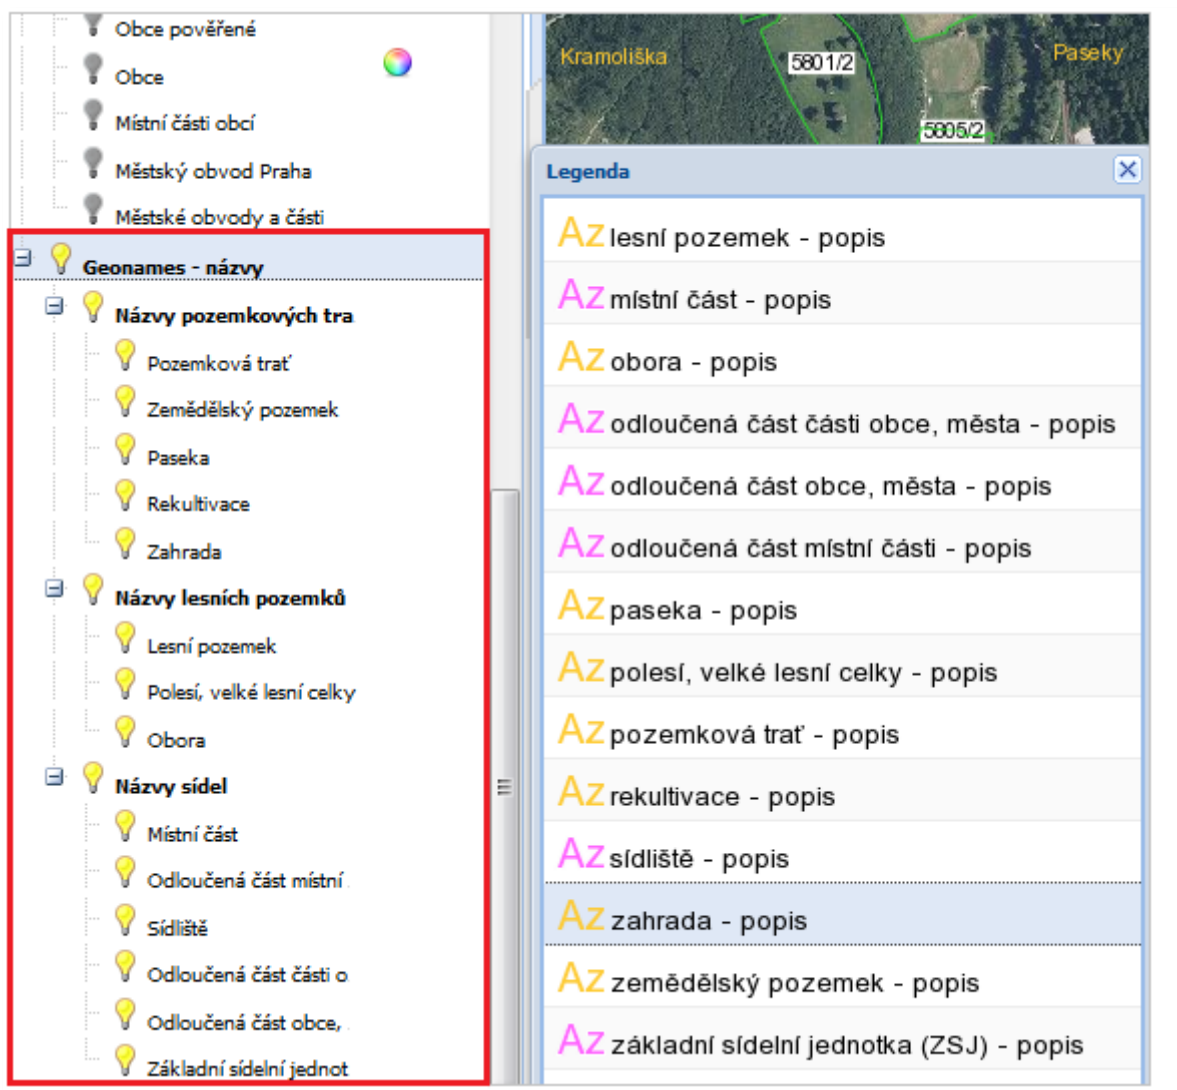 Obce pověřené
Obce
Místní části obcí
Městský obvod Praha
Městské obvody a části
Geonames - názvy
Názvy pozemkových tra
Pozemková trať
Zemědělský pozemek
Paseka
Rekultivace
Zahrada
Názvy lesních pozemků
Lesní pozemek
Polesí, velké lesní celky
Obora
Názvy sídel
Místní část
Odloučená část místní
Sídliště
Odloučená část části o
Odloučená část obce,
Základní sídelní jednot
Kramoliška
5801/2
Paseky
5805/2
Legenda
Az lesní pozemek - popis
Az místní část - popis
Az obora - popis
Az odloučená část části obce, města - popis
Az odloučená část obce, města - popis
Az odloučená část místní části - popis
Az paseka - popis
Az polesí, velké lesní celky - popis
Az pozemková trať - popis
Az rekultivace - popis
Az sídliště - popis
Az zahrada - popis
Az zemědělský pozemek - popis
Az základní sídelní jednotka (ZSJ) - popis